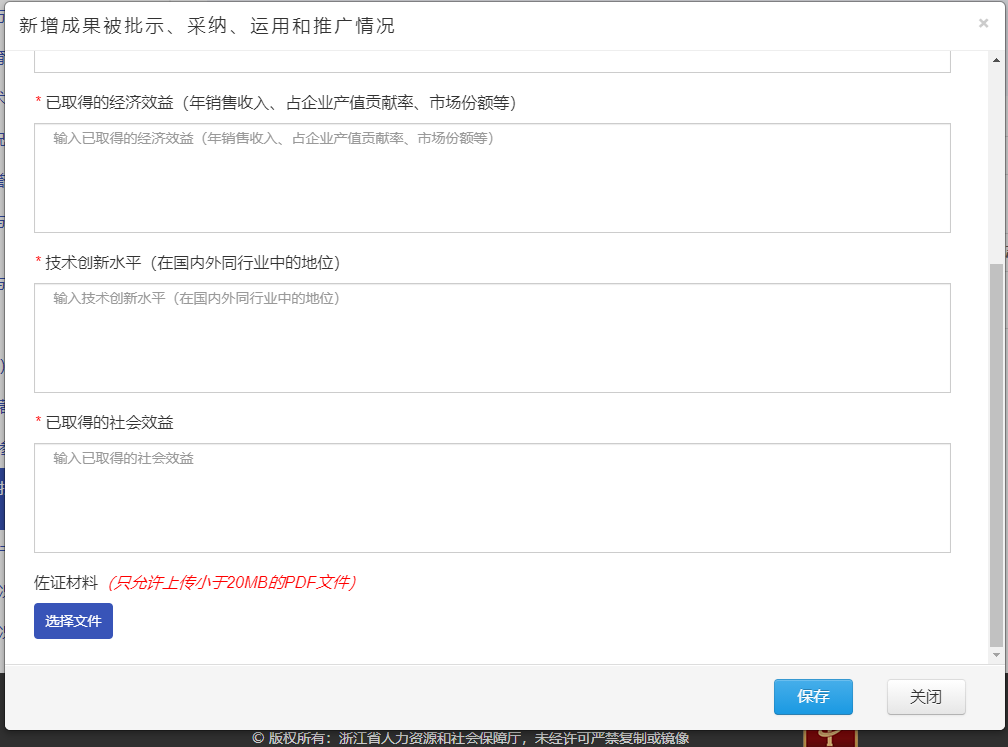 新增成果被批示、采纳、运用和推广情况
×
* 已取得的经济效益（年销售收入、占企业产值贡献率、市场份额等）
输入已取得的经济效益（年销售收入、占企业产值贡献率、市场份额等）
* 技术创新水平（在国内外同行业中的地位）
输入技术创新水平（在国内外同行业中的地位）
* 已取得的社会效益
输入已取得的社会效益
佐证材料（只允许上传小于20MB的PDF文件）
选择文件
保存 关闭
© 版权所有：浙江省人力资源和社会保障厅，未经许可严禁复制或镜像